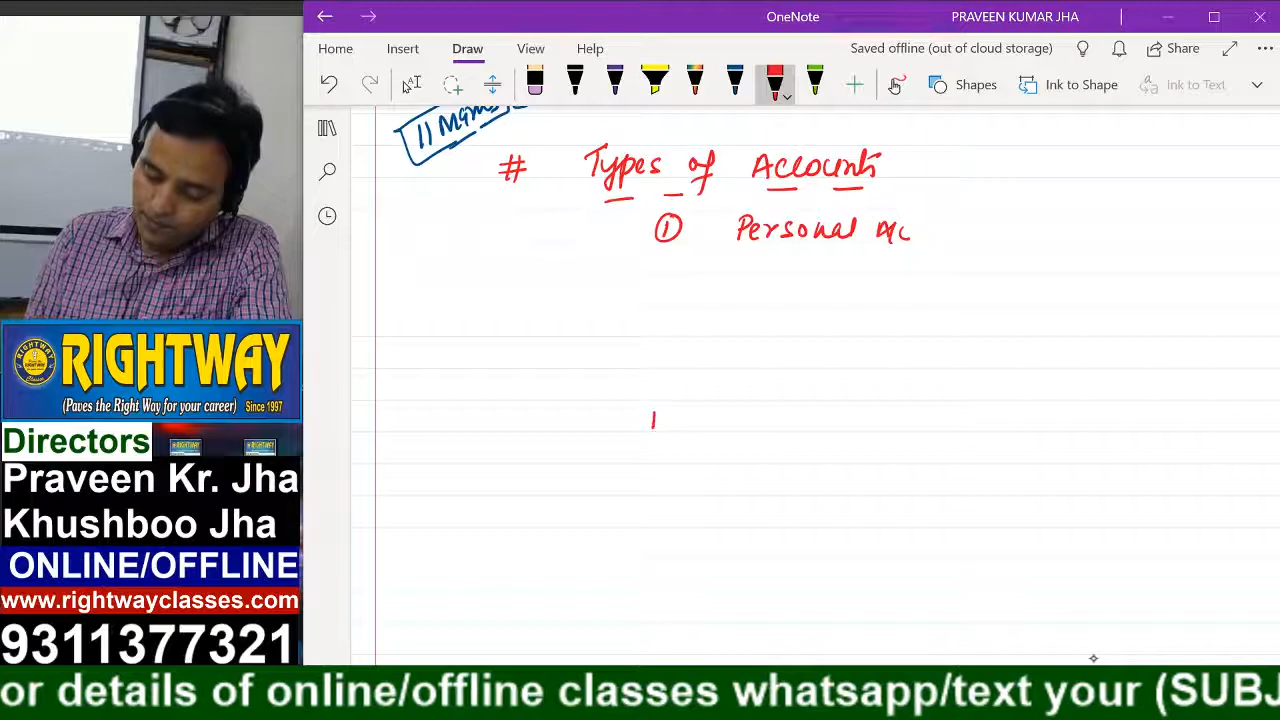 OneNote
PRAVEEN KUMAR JHA
Home Insert Draw View Help Saved offline (out of cloud storage) Share
Shapes Ink to Shape Ink to Text
# Types of Accounts
① Personal A/c
RIGHTWAY
(Paves the Right Way for your career) Since 1997
Directors
Praveen Kr. Jha
Khushboo Jha
ONLINE/OFFLINE
www.rightwayclasses.com
9311377321
or details of online/offline classes whatsapp/text your (SUBJ